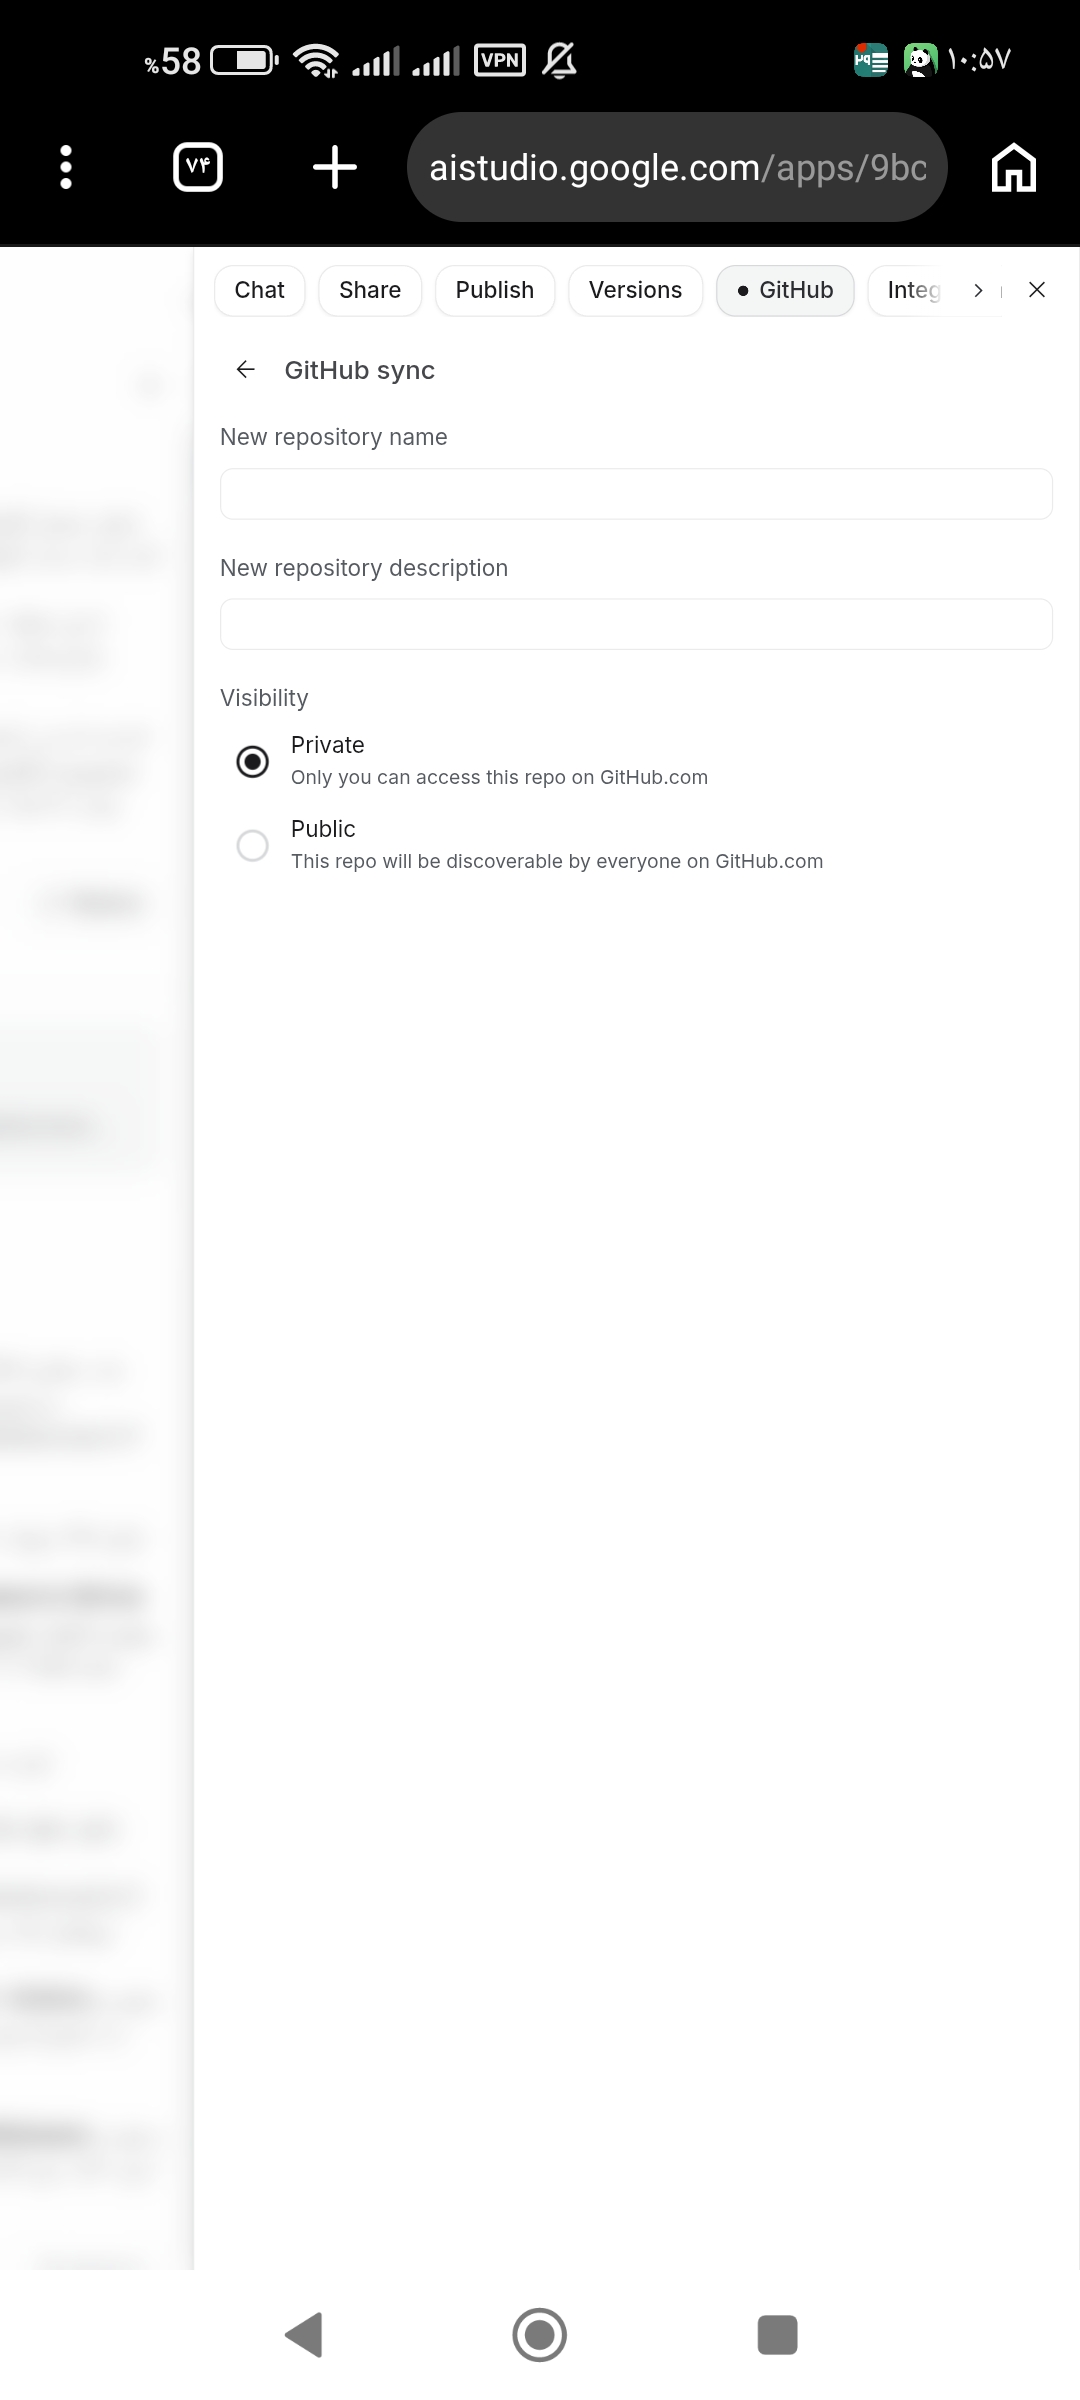 %58 VPN ۲۹ ۱۰:۵۷
۷۴ aistudio.google.com/apps/9bc
Chat Share Publish Versions GitHub Integ
GitHub sync
New repository name
New repository description
Visibility
Private
Only you can access this repo on GitHub.com
Public
This repo will be discoverable by everyone on GitHub.com